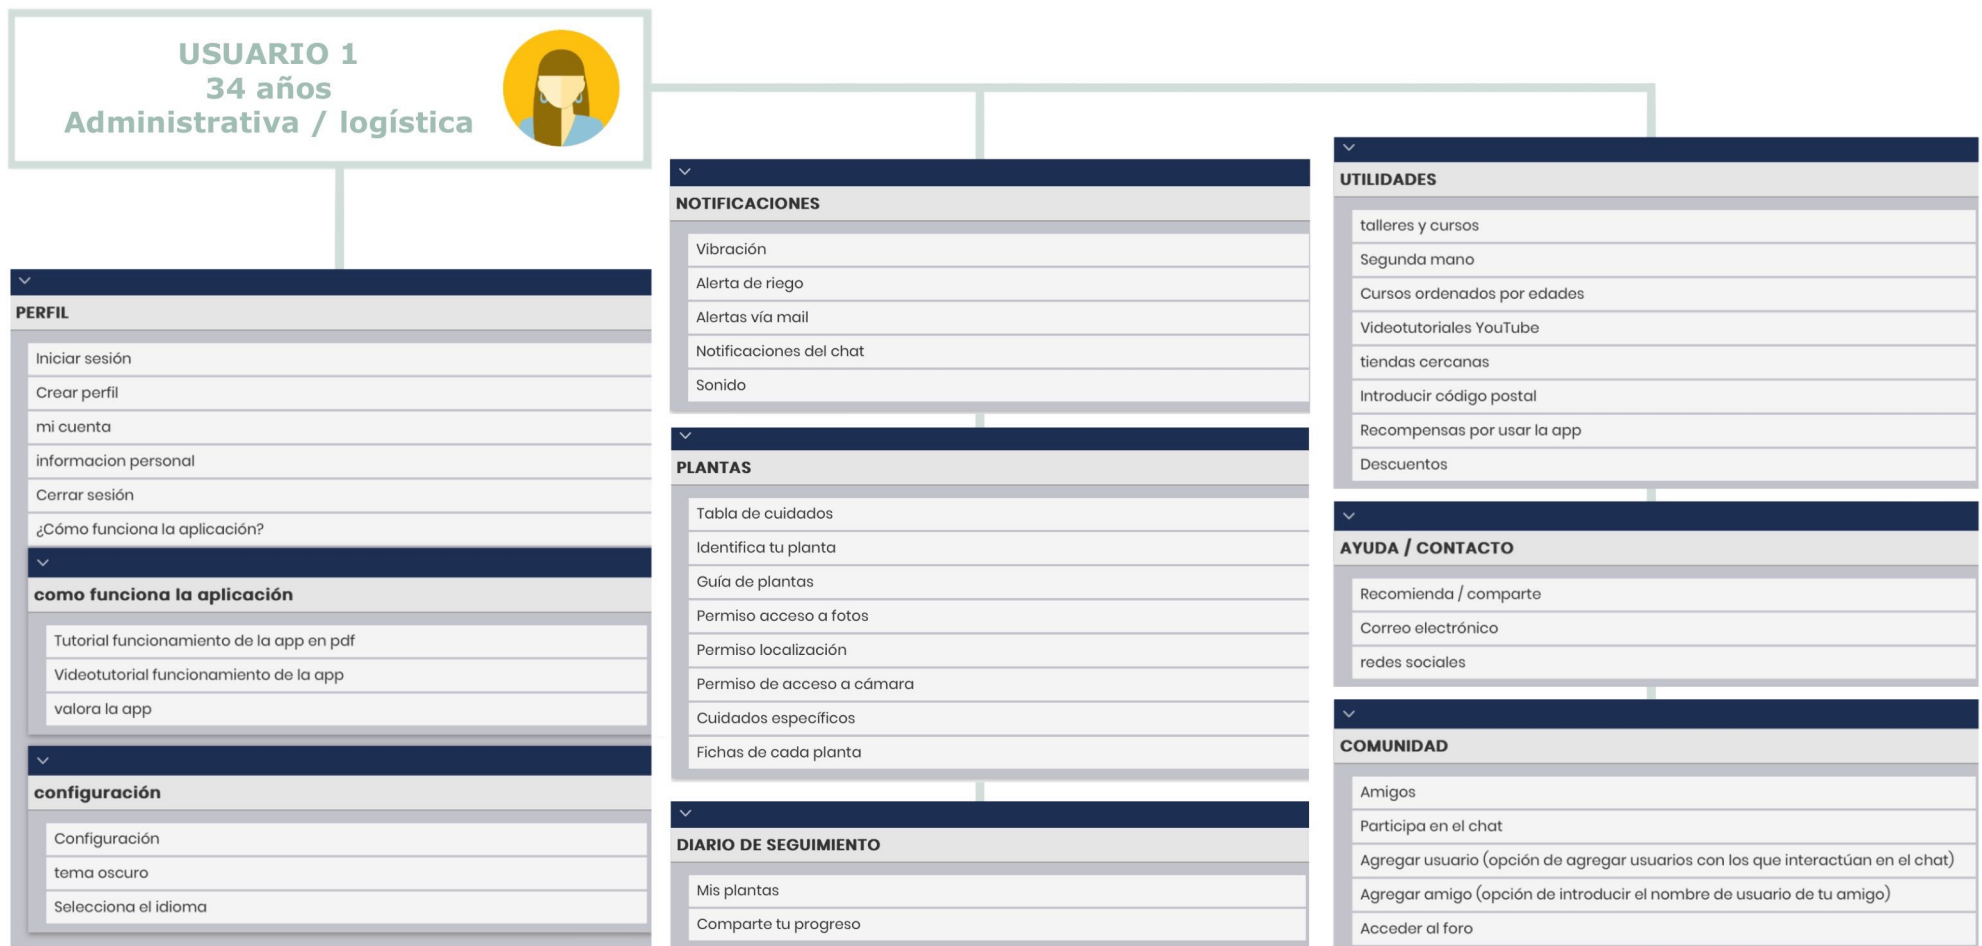 USUARIO 1
34 años
Administrativa / logística
PERFIL
Iniciar sesión
Crear perfil
mi cuenta
informacion personal
Cerrar sesión
¿Cómo funciona la aplicación?
como funciona la aplicación
Tutorial funcionamiento de la app en pdf
Videotutorial funcionamiento de la app
valora la app
configuración
Configuración
tema oscuro
Selecciona el idioma
NOTIFICACIONES
Vibración
Alerta de riego
Alertas vía mail
Notificaciones del chat
Sonido
PLANTAS
Tabla de cuidados
Identifica tu planta
Guía de plantas
Permiso acceso a fotos
Permiso localización
Permiso de acceso a cámara
Cuidados específicos
Fichas de cada planta
DIARIO DE SEGUIMIENTO
Mis plantas
Comparte tu progreso
UTILIDADES
talleres y cursos
Segunda mano
Cursos ordenados por edades
Videotutoriales YouTube
tiendas cercanas
Introducir código postal
Recompensas por usar la app
Descuentos
AYUDA / CONTACTO
Recomienda / comparte
Correo electrónico
redes sociales
COMUNIDAD
Amigos
Participa en el chat
Agregar usuario (opción de agregar usuarios con los que interactúan en el chat)
Agregar amigo (opción de introducir el nombre de usuario de tu amigo)
Acceder al foro